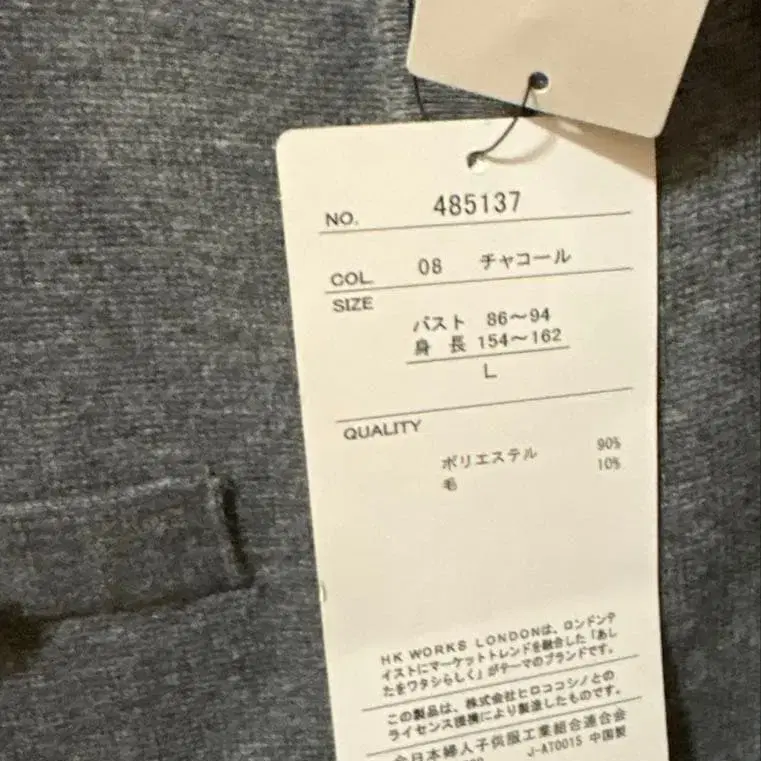 NO. 485137
COL. 08 チャコール
SIZE
バスト 86～94
身 長 154～162
L
QUALITY
ポリエステル 90%
毛 10%
HK WORKS LONDONは、ロンドンテ
イストにマーケットトレンドを融合した「あし
たをワタシらしく」がテーマのブランドです。
この製品は、株式会社ヒロココシノとの
ライセンス提携により製造したものです。
全日本婦人子供服工業組合連合会
J-AT0015 中国製